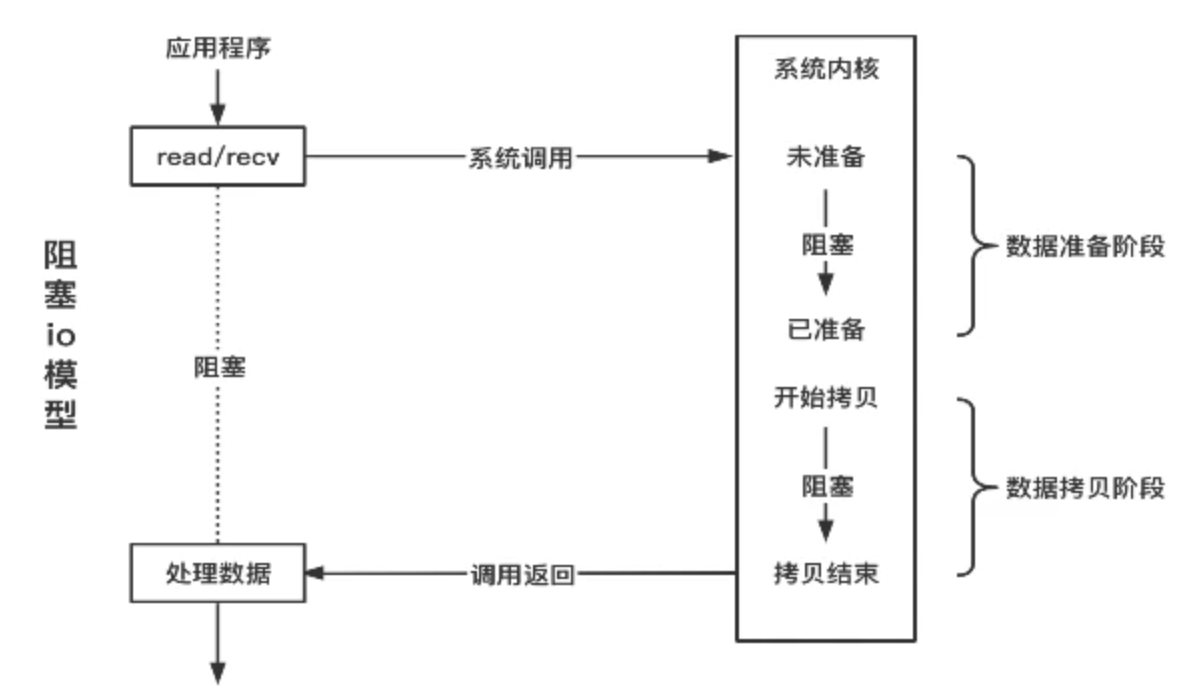 应用程序
系统内核
read/recv
系统调用
未准备
阻塞
数据准备阶段
已准备
阻塞io模型
阻塞
开始拷贝
阻塞
数据拷贝阶段
处理数据
调用返回
拷贝结束